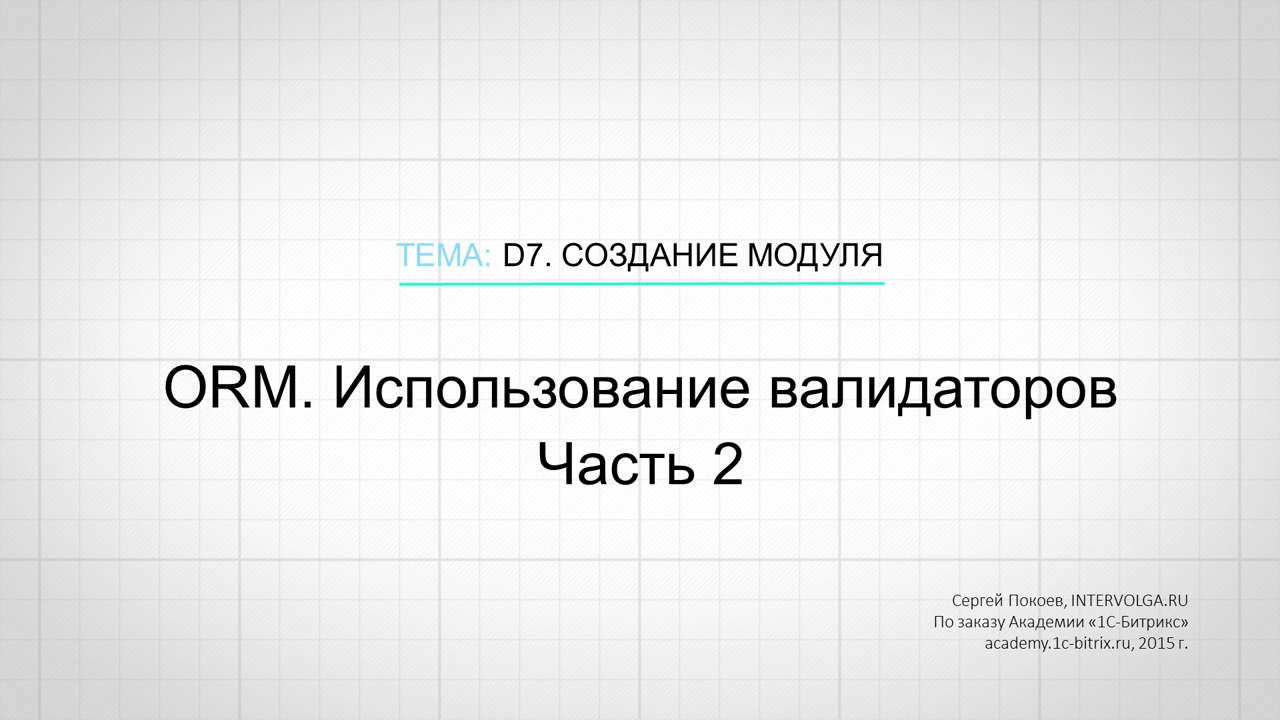 ТЕМА: D7. СОЗДАНИЕ МОДУЛЯ
ORM. Использование валидаторов
Часть 2
Сергей Покоев, INTERVOLGA.RU
По заказу Академии «1С-Битрикс»
academy.1c-bitrix.ru, 2015 г.